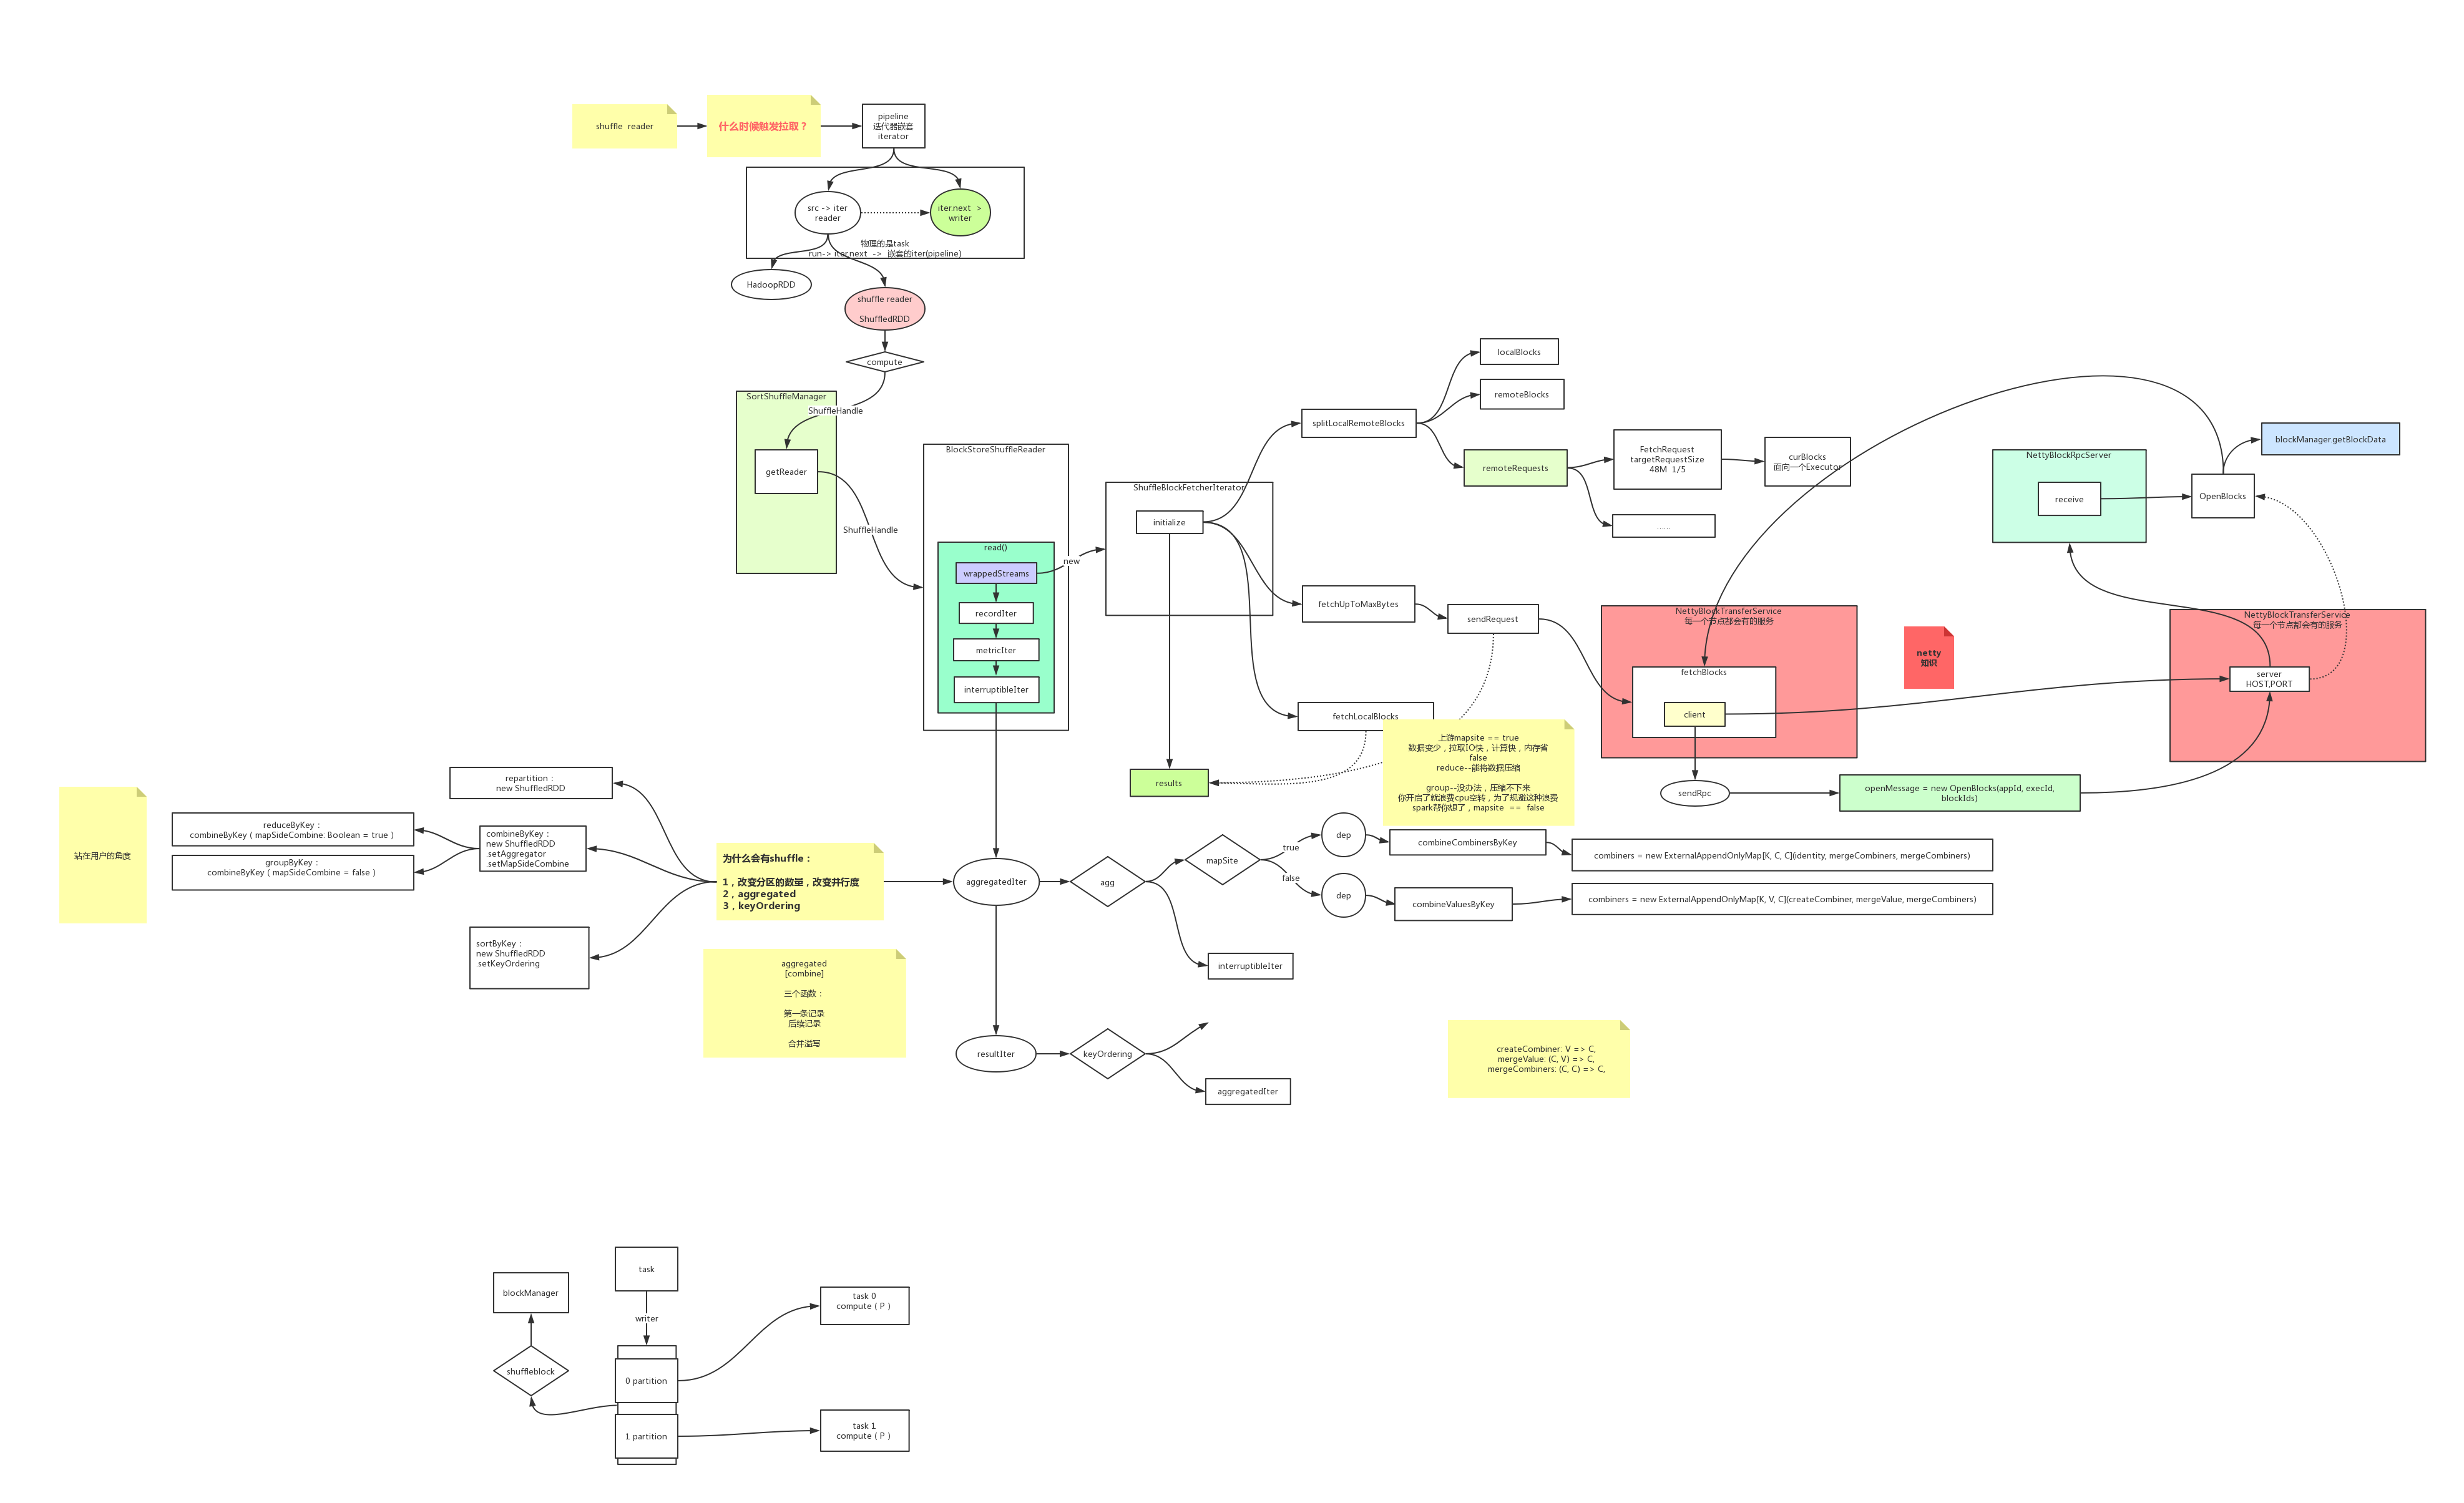 shuffle  reader
什么时候触发拉取？
pipeline
迭代器嵌套
iterator
src -> iter
reader
iter.next  >
writer
物理的是task
run-> iter.next  ->  嵌套的iter(pipeline)
HadoopRDD
shuffle reader
ShuffledRDD
compute
SortShuffleManager
ShuffleHandle
getReader
ShuffleHandle
BlockStoreShuffleReader
read()
wrappedStreams
recordIter
metricIter
interruptibleIter
new
ShuffleBlockFetcherIterator
initialize
splitLocalRemoteBlocks
localBlocks
remoteBlocks
remoteRequests
FetchRequest
targetRequestSize
48M  1/5
curBlocks
面向一个Executor
......
fetchUpToMaxBytes
sendRequest
fetchLocalBlocks
results
NettyBlockTransferService
每一个节点都会有的服务
fetchBlocks
client
sendRpc
openMessage = new OpenBlocks(appId, execId,
blockIds)
netty
知识
NettyBlockRpcServer
receive
OpenBlocks
blockManager.getBlockData
NettyBlockTransferService
每一个节点都会有的服务
server
HOST,PORT
上游mapsite == true
数据变少，拉取IO快，计算快，内存省
false
reduce--能将数据压缩
group--没办法，压缩不下来
你开启了就浪费cpu空转，为了规避这种浪费
spark帮你想了，mapsite  ==  false
站在用户的角度
repartition：
new ShuffledRDD
reduceByKey：
combineByKey ( mapSideCombine: Boolean = true )
groupByKey：
combineByKey ( mapSideCombine = false )
combineByKey：
new ShuffledRDD
.setAggregator
.setMapSideCombine
sortByKey：
new ShuffledRDD
.setKeyOrdering
为什么会有shuffle：
1，改变分区的数量，改变并行度
2，aggregated
3，keyOrdering
aggregatedIter
agg
mapSite
true
false
dep
dep
combineCombinersByKey
combineValuesByKey
combiners = new ExternalAppendOnlyMap[K, C, C](identity, mergeCombiners, mergeCombiners)
combiners = new ExternalAppendOnlyMap[K, V, C](createCombiner, mergeValue, mergeCombiners)
interruptibleIter
aggregated
[combine]
三个函数：
第一条记录
后续记录
合并溢写
resultIter
keyOrdering
aggregatedIter
createCombiner: V => C,
mergeValue: (C, V) => C,
mergeCombiners: (C, C) => C,
task
writer
blockManager
shuffleblock
0 partition
1 partition
task 0
compute ( P )
task 1
compute ( P )